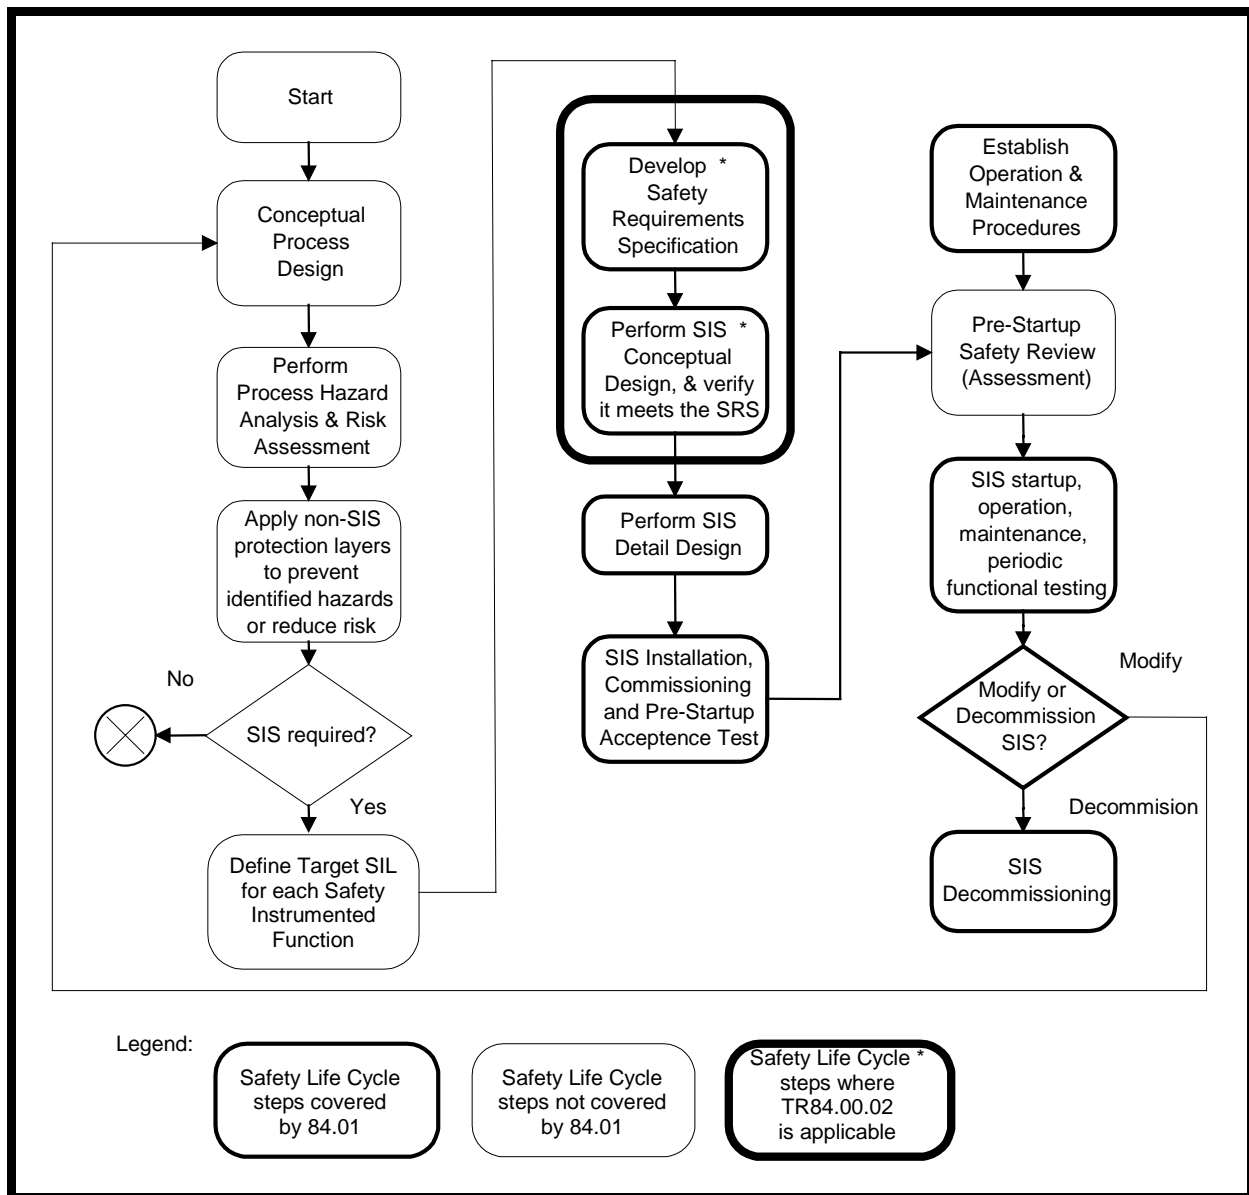 Start
Conceptual
Process
Design
Perform
Process Hazard
Analysis & Risk
Assessment
Apply non-SIS
protection layers
to prevent
identified hazards
or reduce risk
No
SIS required?
Yes
Define Target SIL
for each Safety
Instrumented
Function
Develop *
Safety
Requirements
Specification
Perform SIS *
Conceptual
Design, & verify
it meets the SRS
Perform SIS
Detail Design
SIS Installation,
Commissioning
and Pre-Startup
Acceptence Test
Establish
Operation &
Maintenance
Procedures
Pre-Startup
Safety Review
(Assessment)
SIS startup,
operation,
maintenance,
periodic
functional testing
Modify
Modify or
Decommission
SIS?
Decommision
SIS
Decommissioning
Legend:
Safety Life Cycle
steps covered
by 84.01
Safety Life Cycle
steps not covered
by 84.01
Safety Life Cycle *
steps where
TR84.00.02
is applicable